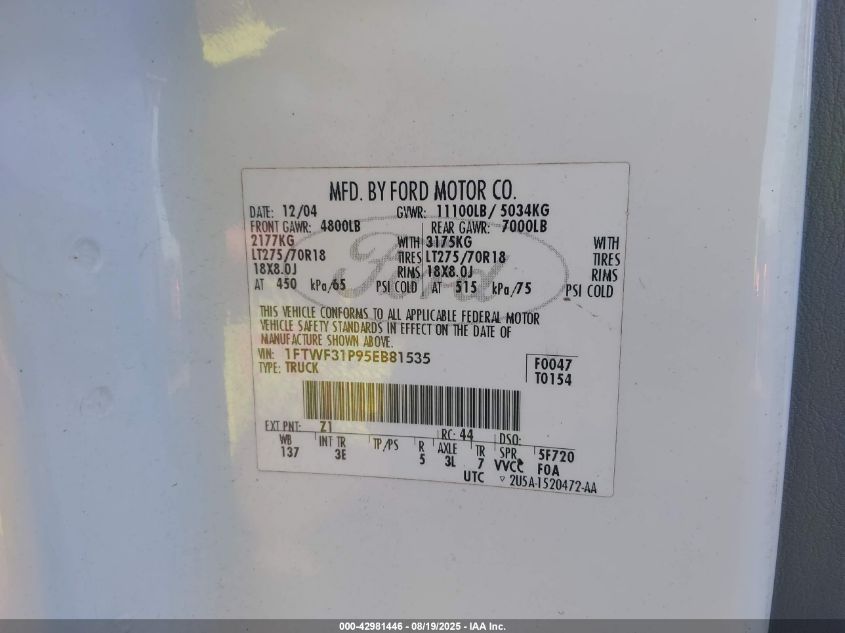 MFD. BY FORD MOTOR CO.
DATE: 12/04 GVWR: 11100LB / 5034KG
FRONT GAWR: 4800LB REAR GAWR: 7000LB
2177KG WITH 3175KG WITH
LT275/70R18 TIRES LT275/70R18 TIRES
18X8.0J RIMS 18X8.0J RIMS
AT 450 kPa/65 PSI COLD AT 515 kPa/75 PSI COLD
Ford
THIS VEHICLE CONFORMS TO ALL APPLICABLE FEDERAL MOTOR
VEHICLE SAFETY STANDARDS IN EFFECT ON THE DATE OF
MANUFACTURE SHOWN ABOVE.
VIN: 1FTWF31P95EB81535 F0047
TYPE: TRUCK T0154
EXT PNT: Z1 RC: 44 DSO:
WB INT TR TP/PS R AXLE TR SPR 5F720
137 3E 5 3L 7 VVCC F0A
UTC ▽ 2U5A-1520472-AA
000-42981446 - 08/19/2025 - IAA Inc.